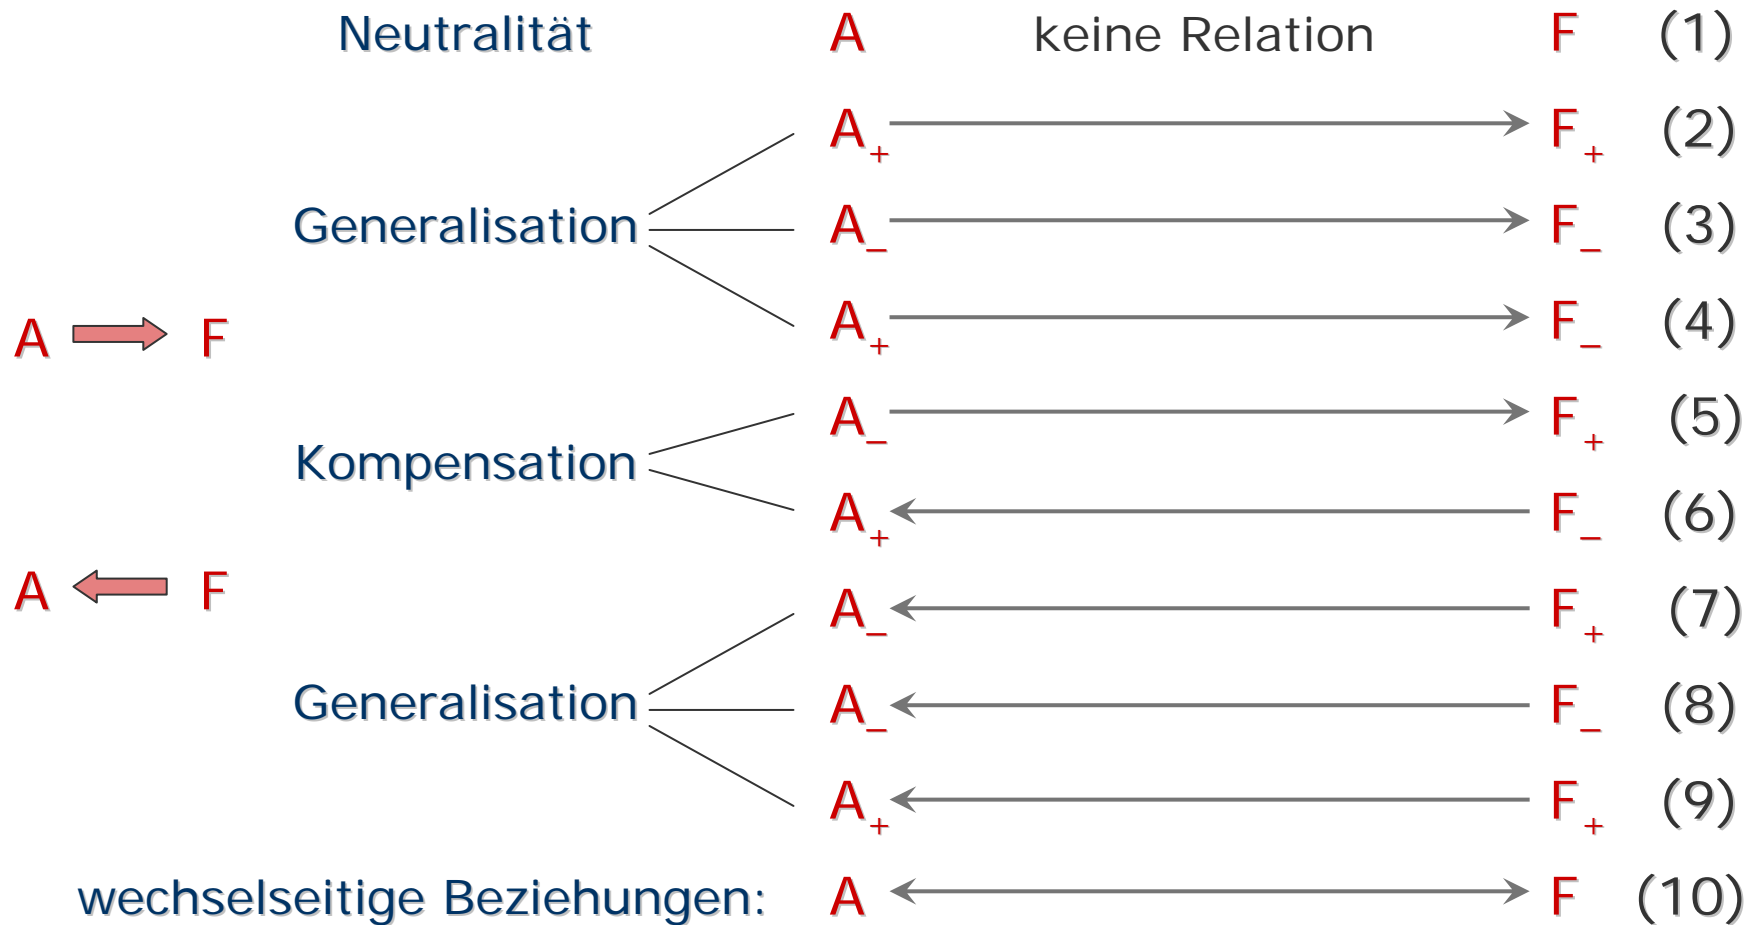 Neutralität A keine Relation F (1)
A+ F+ (2)
Generalisation A_ F_ (3)
A+ F_ (4)
A F
A_ F+ (5)
Kompensation
A+ F_ (6)
A F
A_ F+ (7)
Generalisation A_ F_ (8)
A+ F+ (9)
wechselseitige Beziehungen: A F (10)